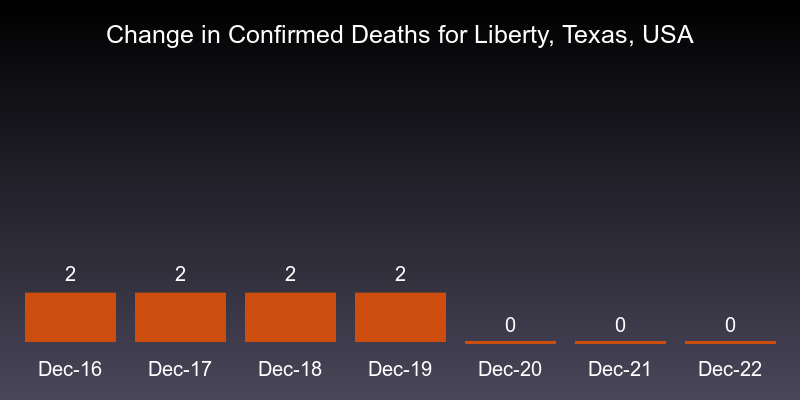 Change in Confirmed Deaths for Liberty, Texas, USA
2 2 2 2 0 0 0
Dec-16 Dec-17 Dec-18 Dec-19 Dec-20 Dec-21 Dec-22